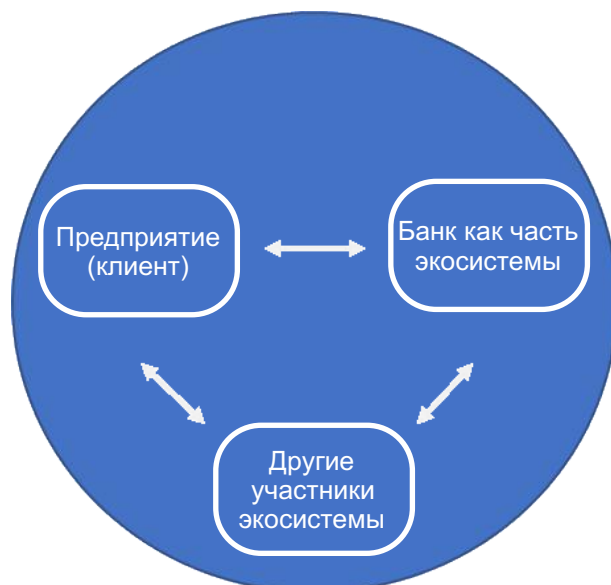 Предприятие
(клиент)
Банк как часть
экосистемы
Другие
участники
экосистемы